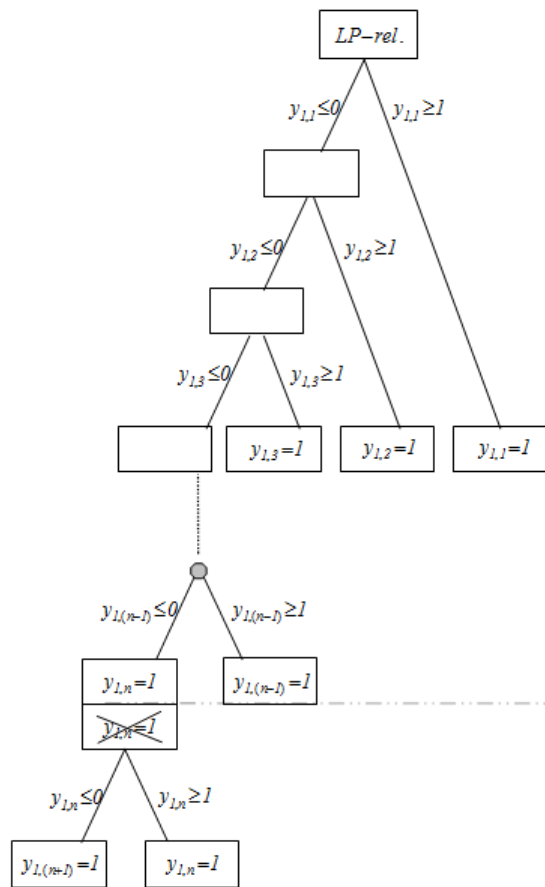 LP–rel.
y1,1≤0
y1,1≥1
y1,2≤0
y1,2≥1
y1,3≤0
y1,3≥1
y1,3=1
y1,2=1
y1,1=1
y1,(n–1)≤0
y1,(n–1)≥1
y1,n=1
y1,(n–1)=1
y1,n=1
y1,n≤0
y1,n≥1
y1,(n+1)=1
y1,n=1